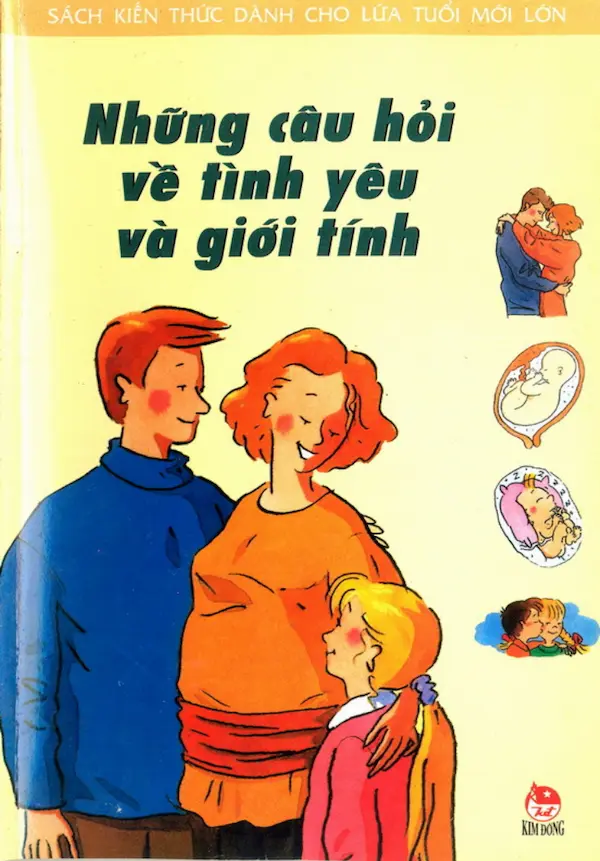 SÁCH KIẾN THỨC DÀNH CHO LỨA TUỔI MỚI LỚN
Những câu hỏi
về tình yêu
và giới tính
KIM ĐỒNG